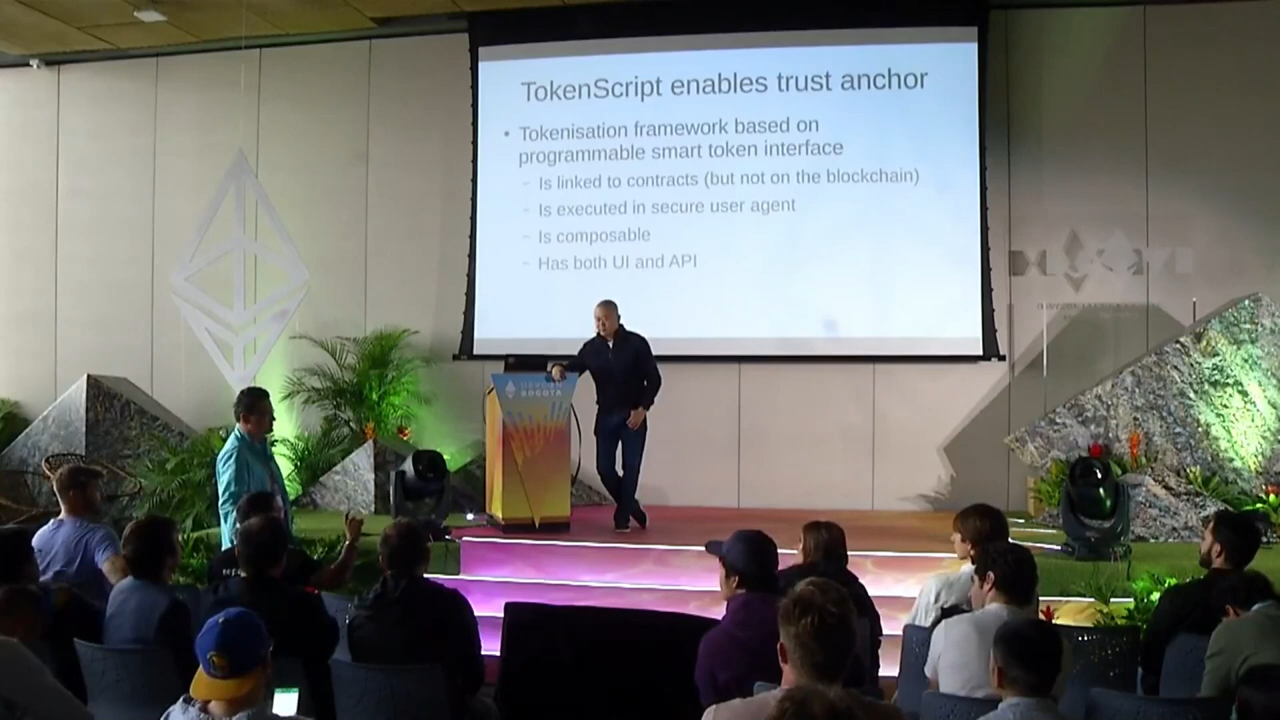 TokenScript enables trust anchor
• Tokenisation framework based on
programmable smart token interface
– Is linked to contracts (but not on the blockchain)
– Is executed in secure user agent
– Is composable
– Has both UI and API
DEVCON
BOGOTA